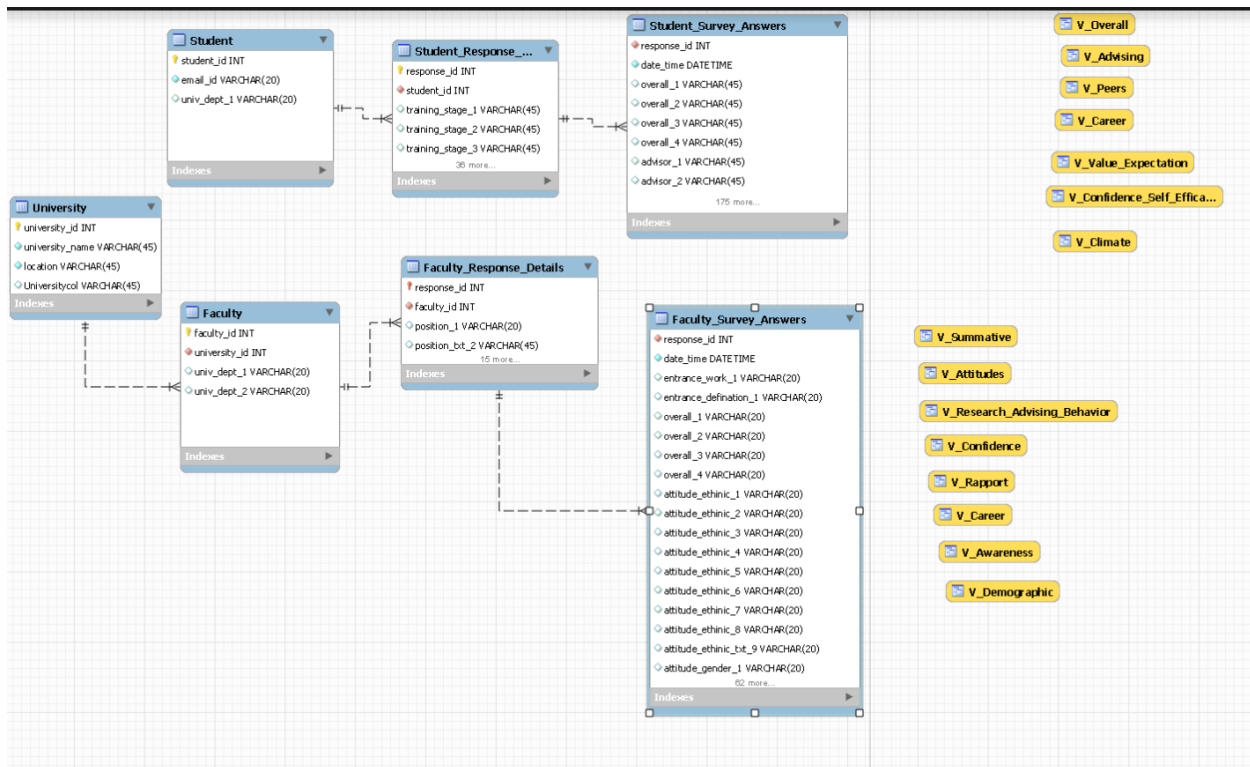 Student
student_id INT
email_id VARCHAR(20)
univ_dept_1 VARCHAR(20)
Indexes
Student_Response_...
response_id INT
student_id INT
training_stage_1 VARCHAR(45)
training_stage_2 VARCHAR(45)
training_stage_3 VARCHAR(45)
36 more...
Indexes
Student_Survey_Answers
response_id INT
date_time DATETIME
overall_1 VARCHAR(45)
overall_2 VARCHAR(45)
overall_3 VARCHAR(45)
overall_4 VARCHAR(45)
advisor_1 VARCHAR(45)
advisor_2 VARCHAR(45)
175 more...
Indexes
University
university_id INT
university_name VARCHAR(45)
location VARCHAR(45)
Universitycol VARCHAR(45)
Indexes
Faculty
faculty_id INT
university_id INT
univ_dept_1 VARCHAR(20)
univ_dept_2 VARCHAR(20)
Indexes
Faculty_Response_Details
response_id INT
faculty_id INT
position_1 VARCHAR(20)
position_txt_2 VARCHAR(45)
15 more...
Indexes
Faculty_Survey_Answers
response_id INT
date_time DATETIME
entrance_work_1 VARCHAR(20)
entrance_defination_1 VARCHAR(20)
overall_1 VARCHAR(20)
overall_2 VARCHAR(20)
overall_3 VARCHAR(20)
overall_4 VARCHAR(20)
attitude_ethinic_1 VARCHAR(20)
attitude_ethinic_2 VARCHAR(20)
attitude_ethinic_3 VARCHAR(20)
attitude_ethinic_4 VARCHAR(20)
attitude_ethinic_5 VARCHAR(20)
attitude_ethinic_6 VARCHAR(20)
attitude_ethinic_7 VARCHAR(20)
attitude_ethinic_8 VARCHAR(20)
attitude_ethinic_txt_9 VARCHAR(20)
attitude_gender_1 VARCHAR(20)
62 more...
Indexes
V_Overall
V_Advising
V_Peers
V_Career
V_Value_Expectation
V_Confidence_Self_Effica...
V_Climate
V_Summative
V_Attitudes
V_Research_Advising_Behavior
V_Confidence
V_Rapport
V_Career
V_Awareness
V_Demographic